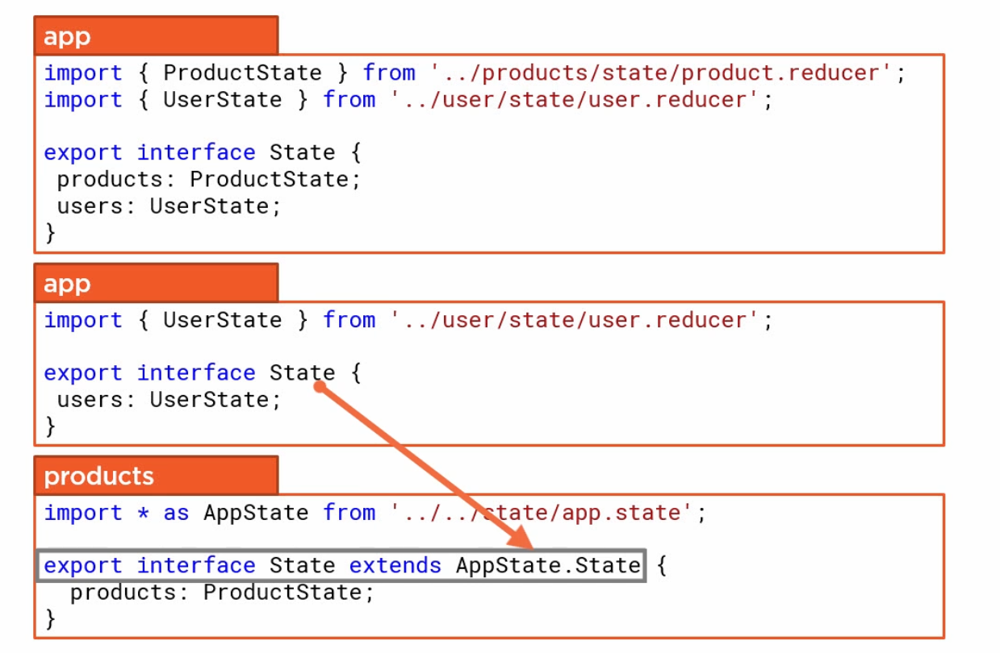 app
import { ProductState } from '../products/state/product.reducer';
import { UserState } from '../user/state/user.reducer';
export interface State {
 products: ProductState;
 users: UserState;
}
app
import { UserState } from '../user/state/user.reducer';
export interface State {
 users: UserState;
}
products
import * as AppState from '../../state/app.state';
export interface State extends AppState.State {
  products: ProductState;
}